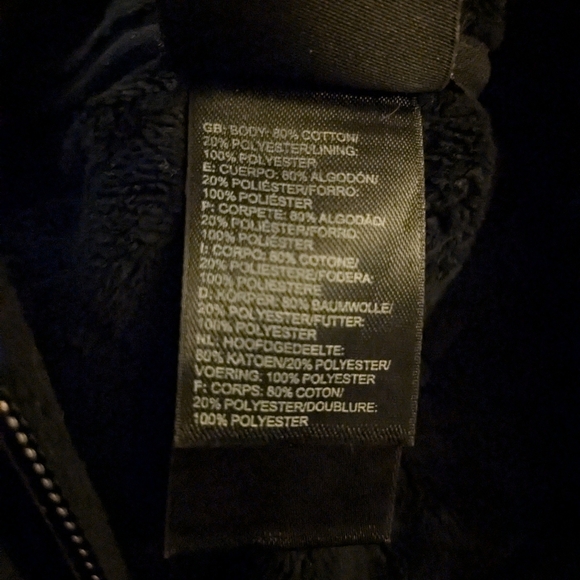 GB: BODY: 80% COTTON/
20% POLYESTER/LINING:
100% POLYESTER
E: CUERPO: 80% ALGODÓN/
20% POLIÉSTER/FORRO:
100% POLIÉSTER
P: CORPETE: 80% ALGODÃO/
20% POLIÉSTER/FORRO:
100% POLIÉSTER
I: CORPO: 80% COTONE/
20% POLIESTERE/FODERA:
100% POLIESTERE
D: KÖRPER: 80% BAUMWOLLE/
20% POLYESTER/FUTTER:
100% POLYESTER
NL: HOOFDGEDEELTE:
80% KATOEN/20% POLYESTER/
VOERING: 100% POLYESTER
F: CORPS: 80% COTON/
20% POLYESTER/DOUBLURE:
100% POLYESTER